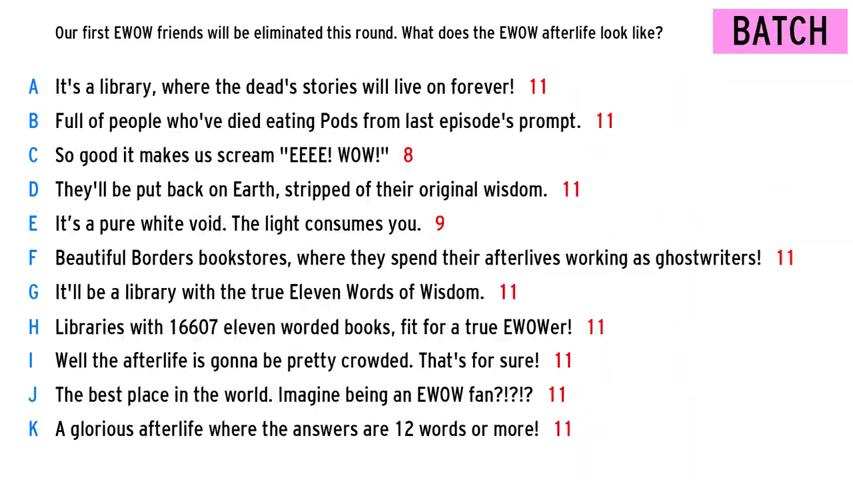 Our first EWOW friends will be eliminated this round. What does the EWOW afterlife look like?
BATCH
A It's a library, where the dead's stories will live on forever! 11
B Full of people who've died eating Pods from last episode's prompt. 11
C So good it makes us scream "EEEE! WOW!" 8
D They'll be put back on Earth, stripped of their original wisdom. 11
E It’s a pure white void. The light consumes you. 9
F Beautiful Borders bookstores, where they spend their afterlives working as ghostwriters! 11
G It'll be a library with the true Eleven Words of Wisdom. 11
H Libraries with 16607 eleven worded books, fit for a true EWOWer! 11
I Well the afterlife is gonna be pretty crowded. That's for sure! 11
J The best place in the world. Imagine being an EWOW fan?!?!? 11
K A glorious afterlife where the answers are 12 words or more! 11